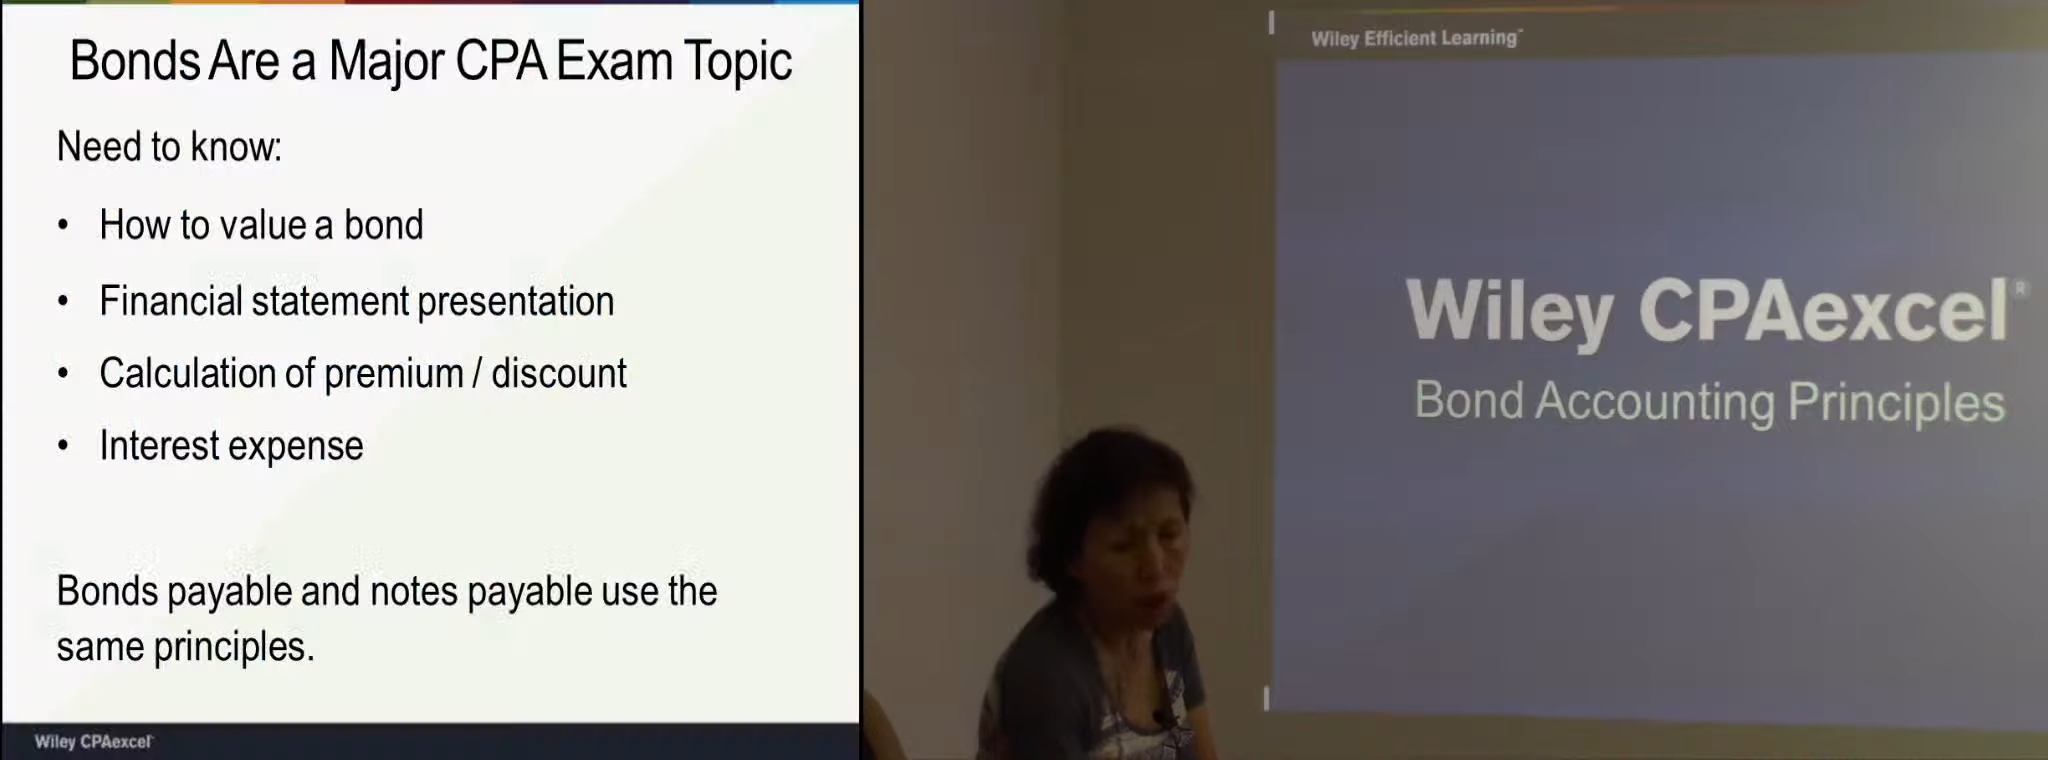 Bonds Are a Major CPA Exam Topic
Need to know:
• How to value a bond
• Financial statement presentation
• Calculation of premium / discount
• Interest expense
Bonds payable and notes payable use the
same principles.
Wiley CPAexcel
Wiley Efficient Learning™
Wiley CPAexcel®
Bond Accounting Principles